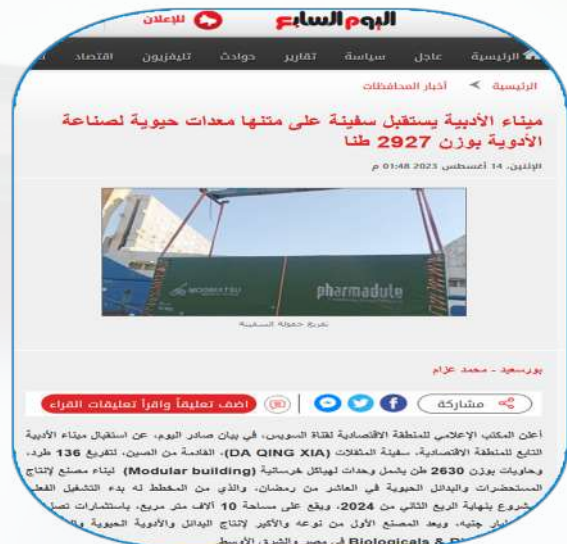 اليوم السابع
للإعلان
الرئيسية عاجل سياسة تقارير حوادث تليفزيون اقتصاد
الرئيسية أخبار المحافظات
ميناء الأدبية يستقبل سفينة على متنها معدات حيوية لصناعة
الأدوية بوزن 2927 طنا
الإثنين، 14 أغسطس 2023 01:48 م
MODMATSU
pharmadule
تفريغ حمولة السفينة
بورسعيد - محمد عزام
مشاركة اضف تعليقاً واقرأ تعليقات القراء
أعلن المكتب الإعلامي للمنطقة الاقتصادية لقناة السويس، في بيان صادر اليوم، عن استقبال ميناء الأدبية
التابع للمنطقة الاقتصادية، سفينة المثقلات (DA QING XIA)، القادمة من الصين، لتفريغ 136 طرد،
وحاويات بوزن 2630 طن يشمل وحدات لهياكل خرسانية (Modular building) لبناء مصنع لإنتاج
المستحضرات والبدائل الحيوية في العاشر من رمضان، والذي من المخطط له بدء التشغيل
بنهاية الربع الثاني من 2024، ويقع على مساحة 10 آلاف متر مربع، باستثمارات
جنيه، ويعد المصنع الأول من نوعه والأكبر لإنتاج البدائل والأدوية الحيوية
Biologicals & في مصر والشرق الأوسط